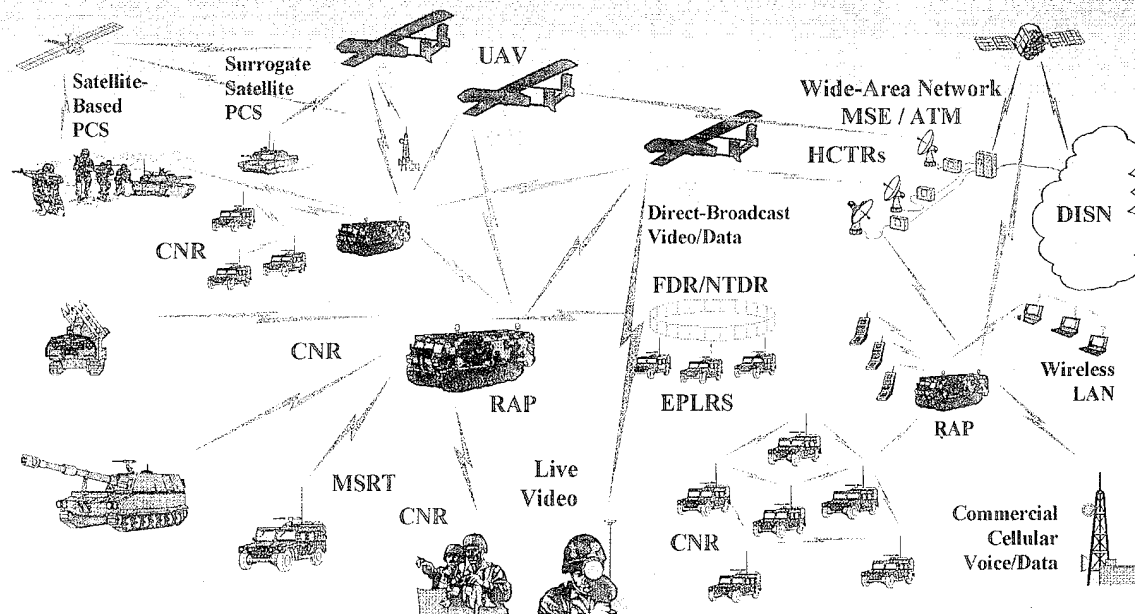 Satellite-
Based
PCS
Surrogate
Satellite
PCS
UAV
Wide-Area Network
MSE / ATM
HCTRs
DISN
Direct-Broadcast
Video/Data
CNR
FDR/NTDR
CNR
RAP
EPLRS
Wireless
LAN
RAP
MSRT
Live
Video
CNR
CNR
Commercial
Cellular
Voice/Data